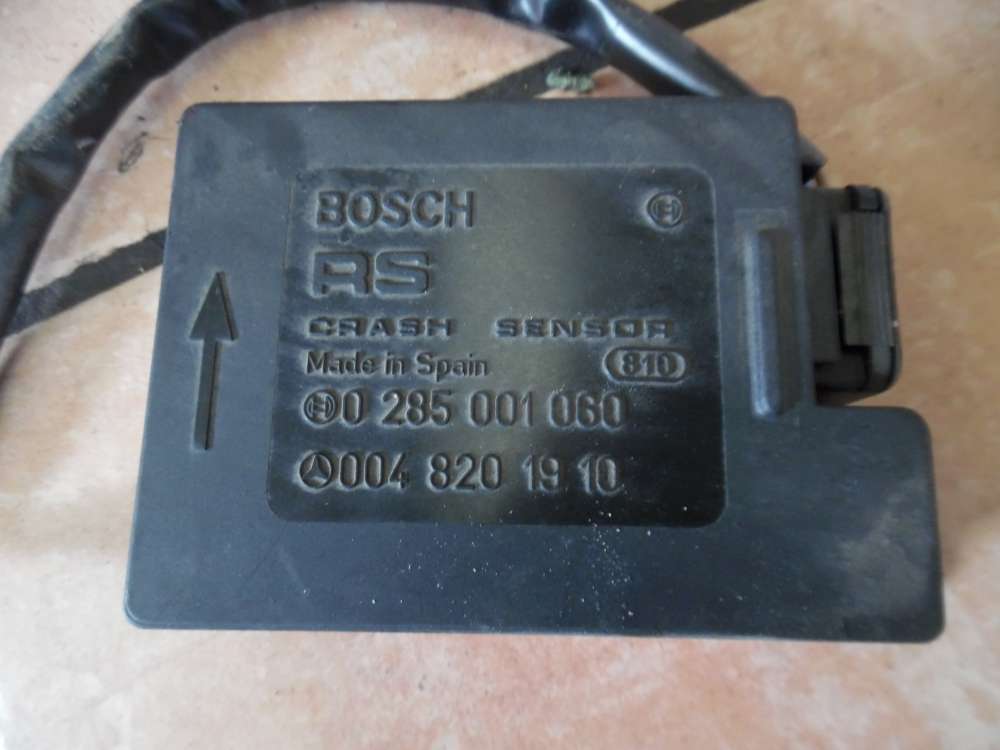 BOSCH
RS
CRASH SENSOR
Made in Spain 810
0 285 001 060
004 820 19 10